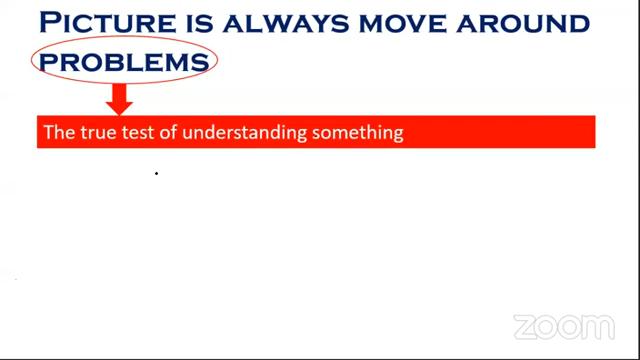 Picture is always move around
problems
The true test of understanding something
zoom